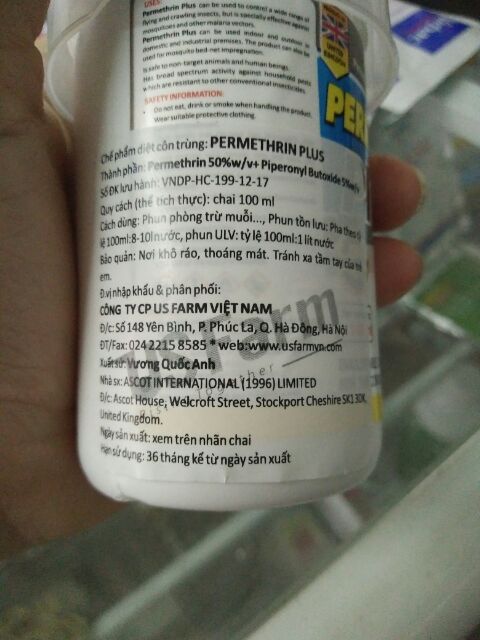 USES:
Permethrin Plus can be used to control a wide range of
flying and crawling insects, but is specially effective against
mosquitoes and other malaria vectors.
Permethrin Plus can be used indoor and outdoor in
domestic and industrial premises. The product can also be
used for mosquito bed-net impregnation.
Is safe to non-target animals and human beings.
Has broad spectrum activity against household pests
which are resistant to other conventional insecticides
SAFETY INFORMATION:
• Do not eat, drink or smoke when handling the product.
Wear suitable protective clothing.
UNITED
KINGDOM
PER
Chế phẩm diệt côn trùng: PERMETHRIN PLUS
Thành phần: Permethrin 50%w/v+ Piperonyl Butoxide 5%w/v
Số ĐK lưu hành: VNDP-HC-199-12-17
Quy cách (thể tích thực): chai 100 ml
Cách dùng: Phun phòng trừ muỗi..., Phun tồn lưu: Pha theo tỷ
lệ 100ml:8-10l nước, phun ULV: tỷ lệ 100ml:1 lít nước
Bảo quản: Nơi khô ráo, thoáng mát. Tránh xa tầm tay của trẻ
em.
Đ.vị nhập khẩu & phân phối:
CÔNG TY CP US FARM VIỆT NAM
Đ/c: Số 148 Yên Bình, P. Phúc La, Q. Hà Đông, Hà Nội
ĐT/Fax: 024 2215 8585 * web:www.usfarmvn.com
Xuất sứ: Vương Quốc Anh
Nhà sx: ASCOT INTERNATIONAL (1996) LIMITED
Đ/c: Ascot House, Welcroft Street, Stockport Cheshire SK1 3DK,
United Kingdom.
Ngày sản xuất: xem trên nhãn chai
Hạn sử dụng: 36 tháng kể từ ngày sản xuất
US Farm
Together